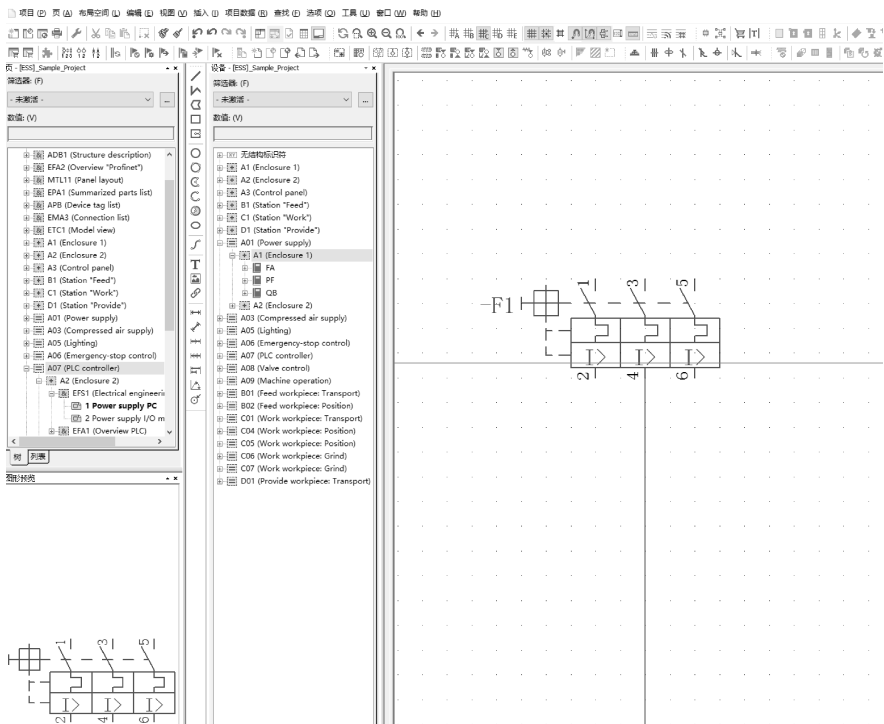 项目 (P) 页 (A) 布局空间 (L) 编辑 (E) 视图 (V) 插入 (I) 项目数据 (R) 查找 (F) 选项 (O) 工具 (U) 窗口 (W) 帮助 (H)
页 - [ESS]_Sample_Project
筛选器: (F)
- 未激活 -
...
数值: (V)
ADB1 (Structure description)
EFA2 (Overview "Profinet")
MTL11 (Panel layout)
EPA1 (Summarized parts list)
APB (Device tag list)
EMA3 (Connection list)
ETC1 (Model view)
A1 (Enclosure 1)
A2 (Enclosure 2)
A3 (Control panel)
B1 (Station "Feed")
C1 (Station "Work")
D1 (Station "Provide")
A01 (Power supply)
A03 (Compressed air supply)
A05 (Lighting)
A06 (Emergency-stop control)
A07 (PLC controller)
A2 (Enclosure 2)
EFS1 (Electrical engineeri
1 Power supply PC
2 Power supply I/O m
EFA1 (Overview PLC)
树
列表
图形预览
1 3 5
I> I> I>
2 4 6
设备 - [ESS]_Sample_Project
筛选器: (F)
- 未激活 -
...
数值: (V)
无结构标识符
A1 (Enclosure 1)
A2 (Enclosure 2)
A3 (Control panel)
B1 (Station "Feed")
C1 (Station "Work")
D1 (Station "Provide")
A01 (Power supply)
A1 (Enclosure 1)
FA
PF
QB
A2 (Enclosure 2)
A03 (Compressed air supply)
A05 (Lighting)
A06 (Emergency-stop control)
A07 (PLC controller)
A08 (Valve control)
A09 (Machine operation)
B01 (Feed workpiece: Transport)
B02 (Feed workpiece: Position)
C01 (Work workpiece: Transport)
C04 (Work workpiece: Position)
C05 (Work workpiece: Position)
C06 (Work workpiece: Grind)
C07 (Work workpiece: Grind)
D01 (Provide workpiece: Transport)
1 3 5
-F1
I> I> I>
2 4 6